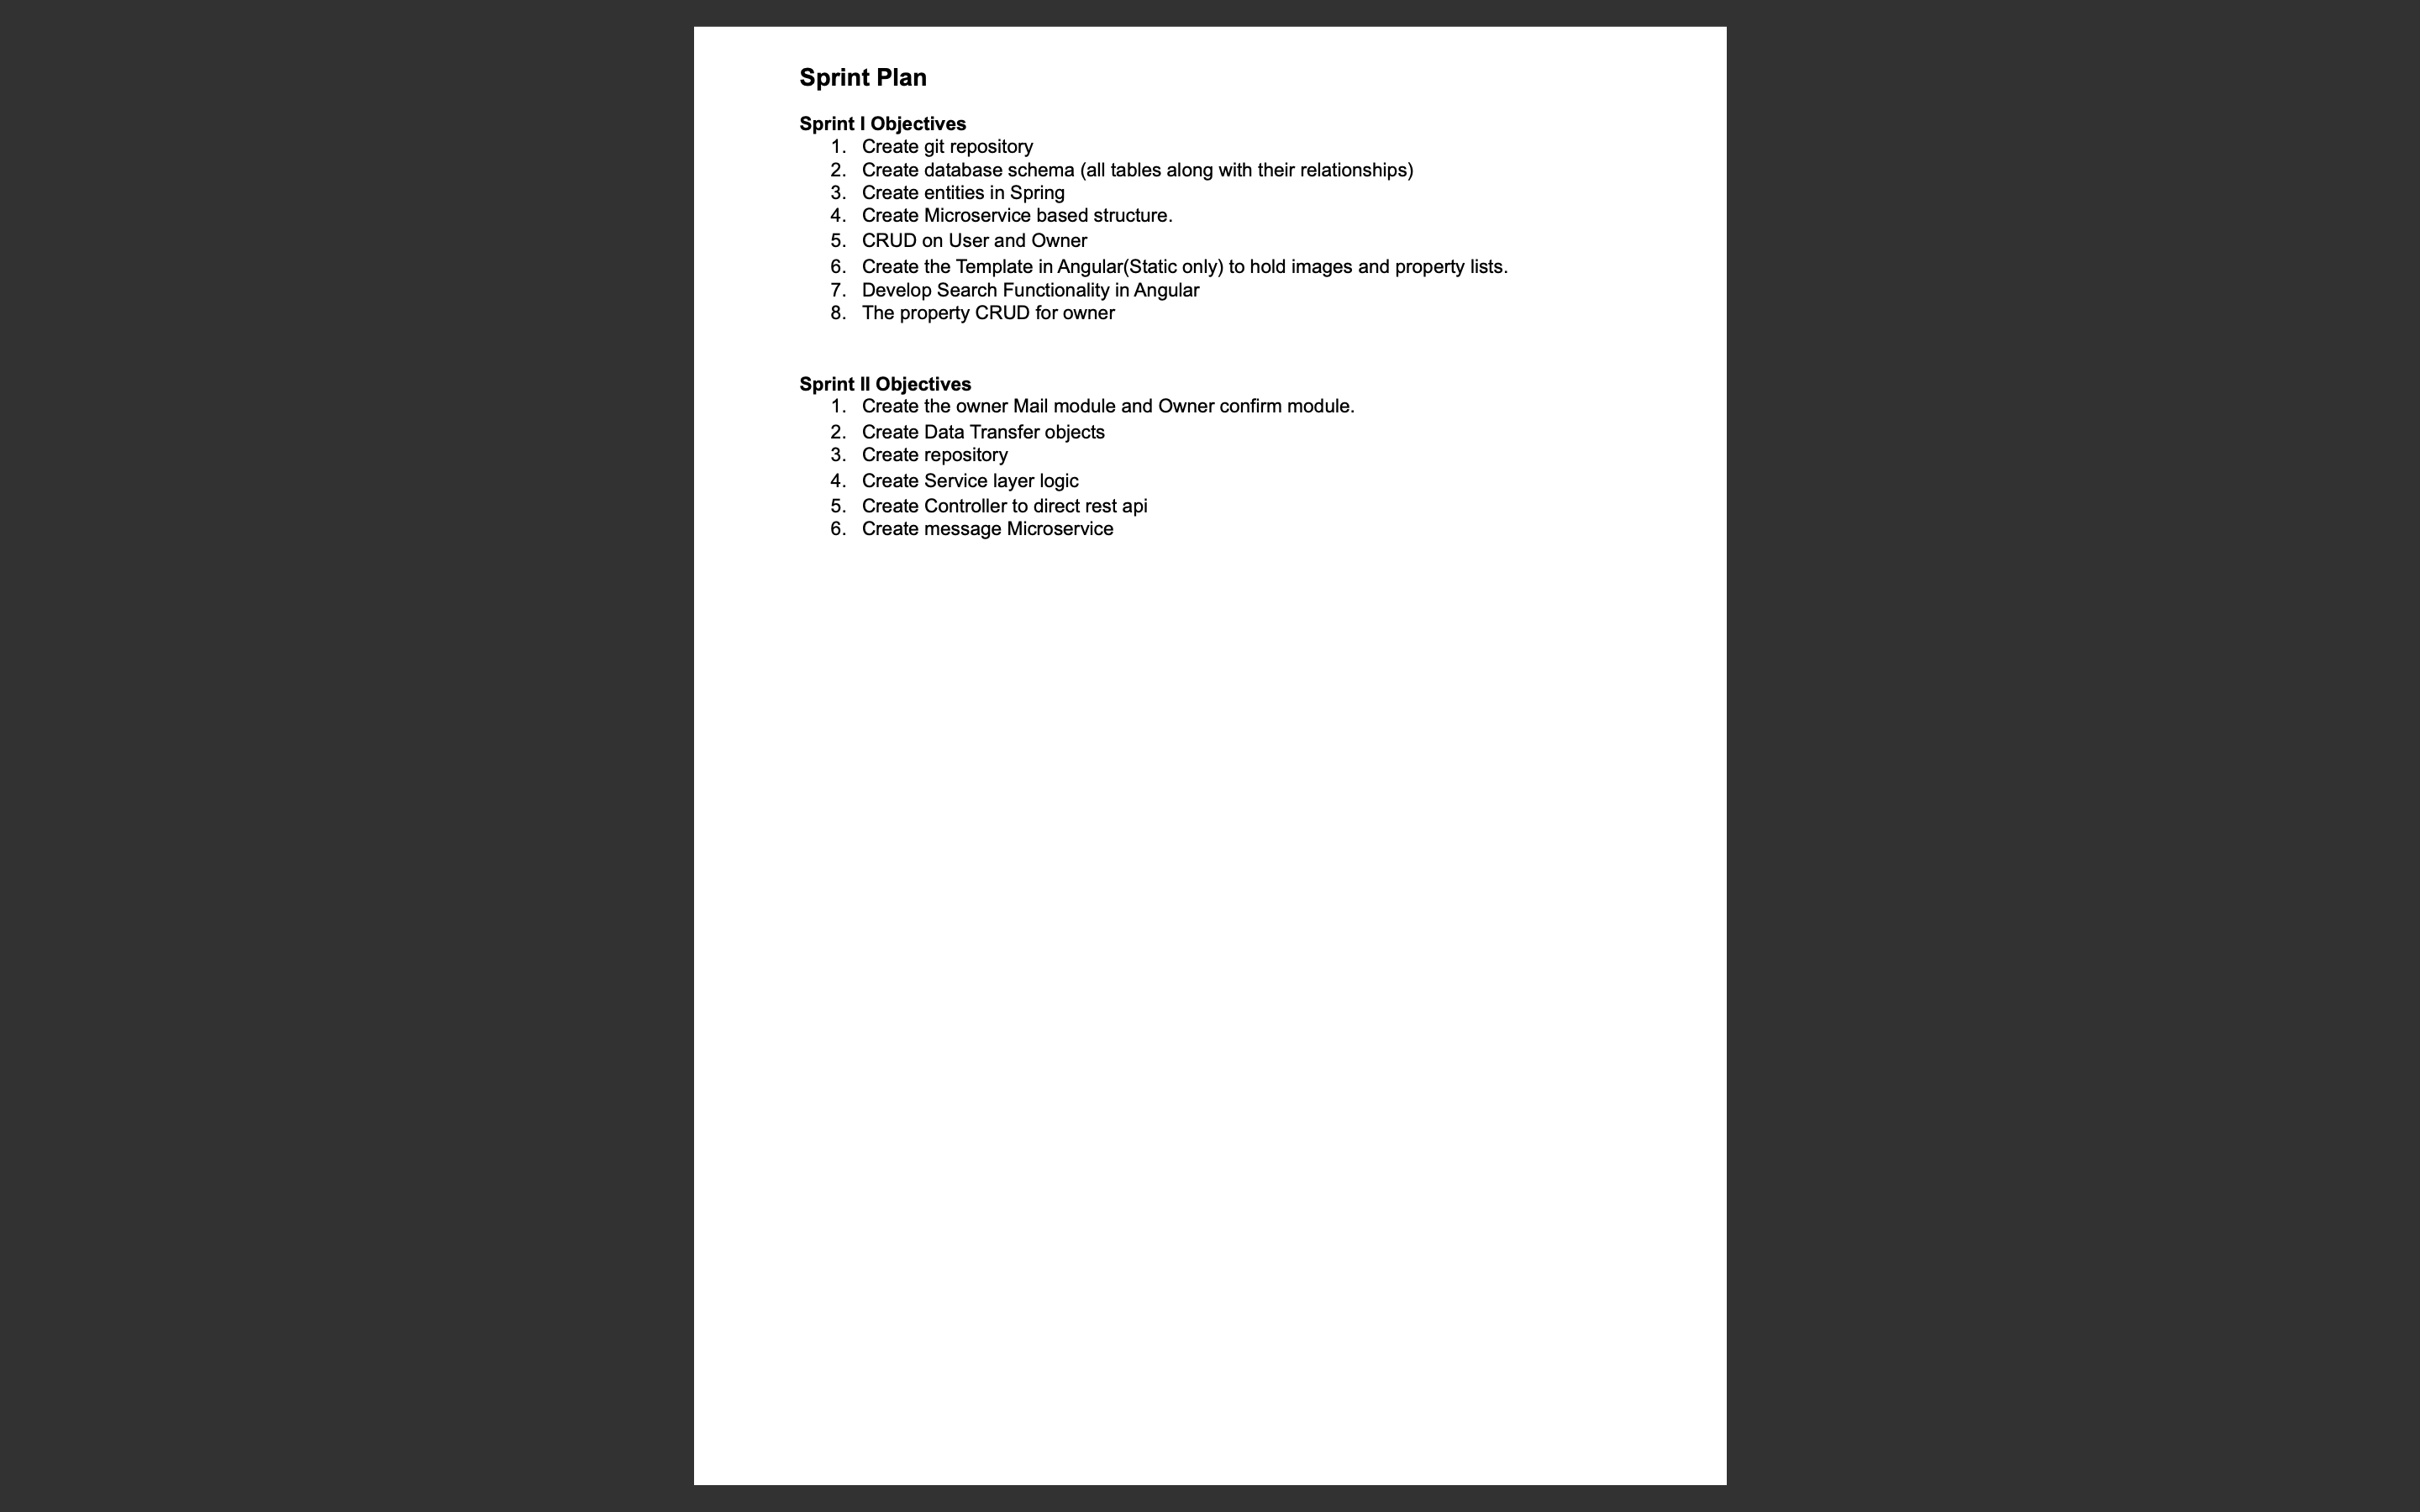 Sprint Plan
Sprint I Objectives
1. Create git repository
2. Create database schema (all tables along with their relationships)
3. Create entities in Spring
4. Create Microservice based structure.
5. CRUD on User and Owner
6. Create the Template in Angular(Static only) to hold images and property lists.
7. Develop Search Functionality in Angular
8. The property CRUD for owner
Sprint II Objectives
1. Create the owner Mail module and Owner confirm module.
2. Create Data Transfer objects
3. Create repository
4. Create Service layer logic
5. Create Controller to direct rest api
6. Create message Microservice